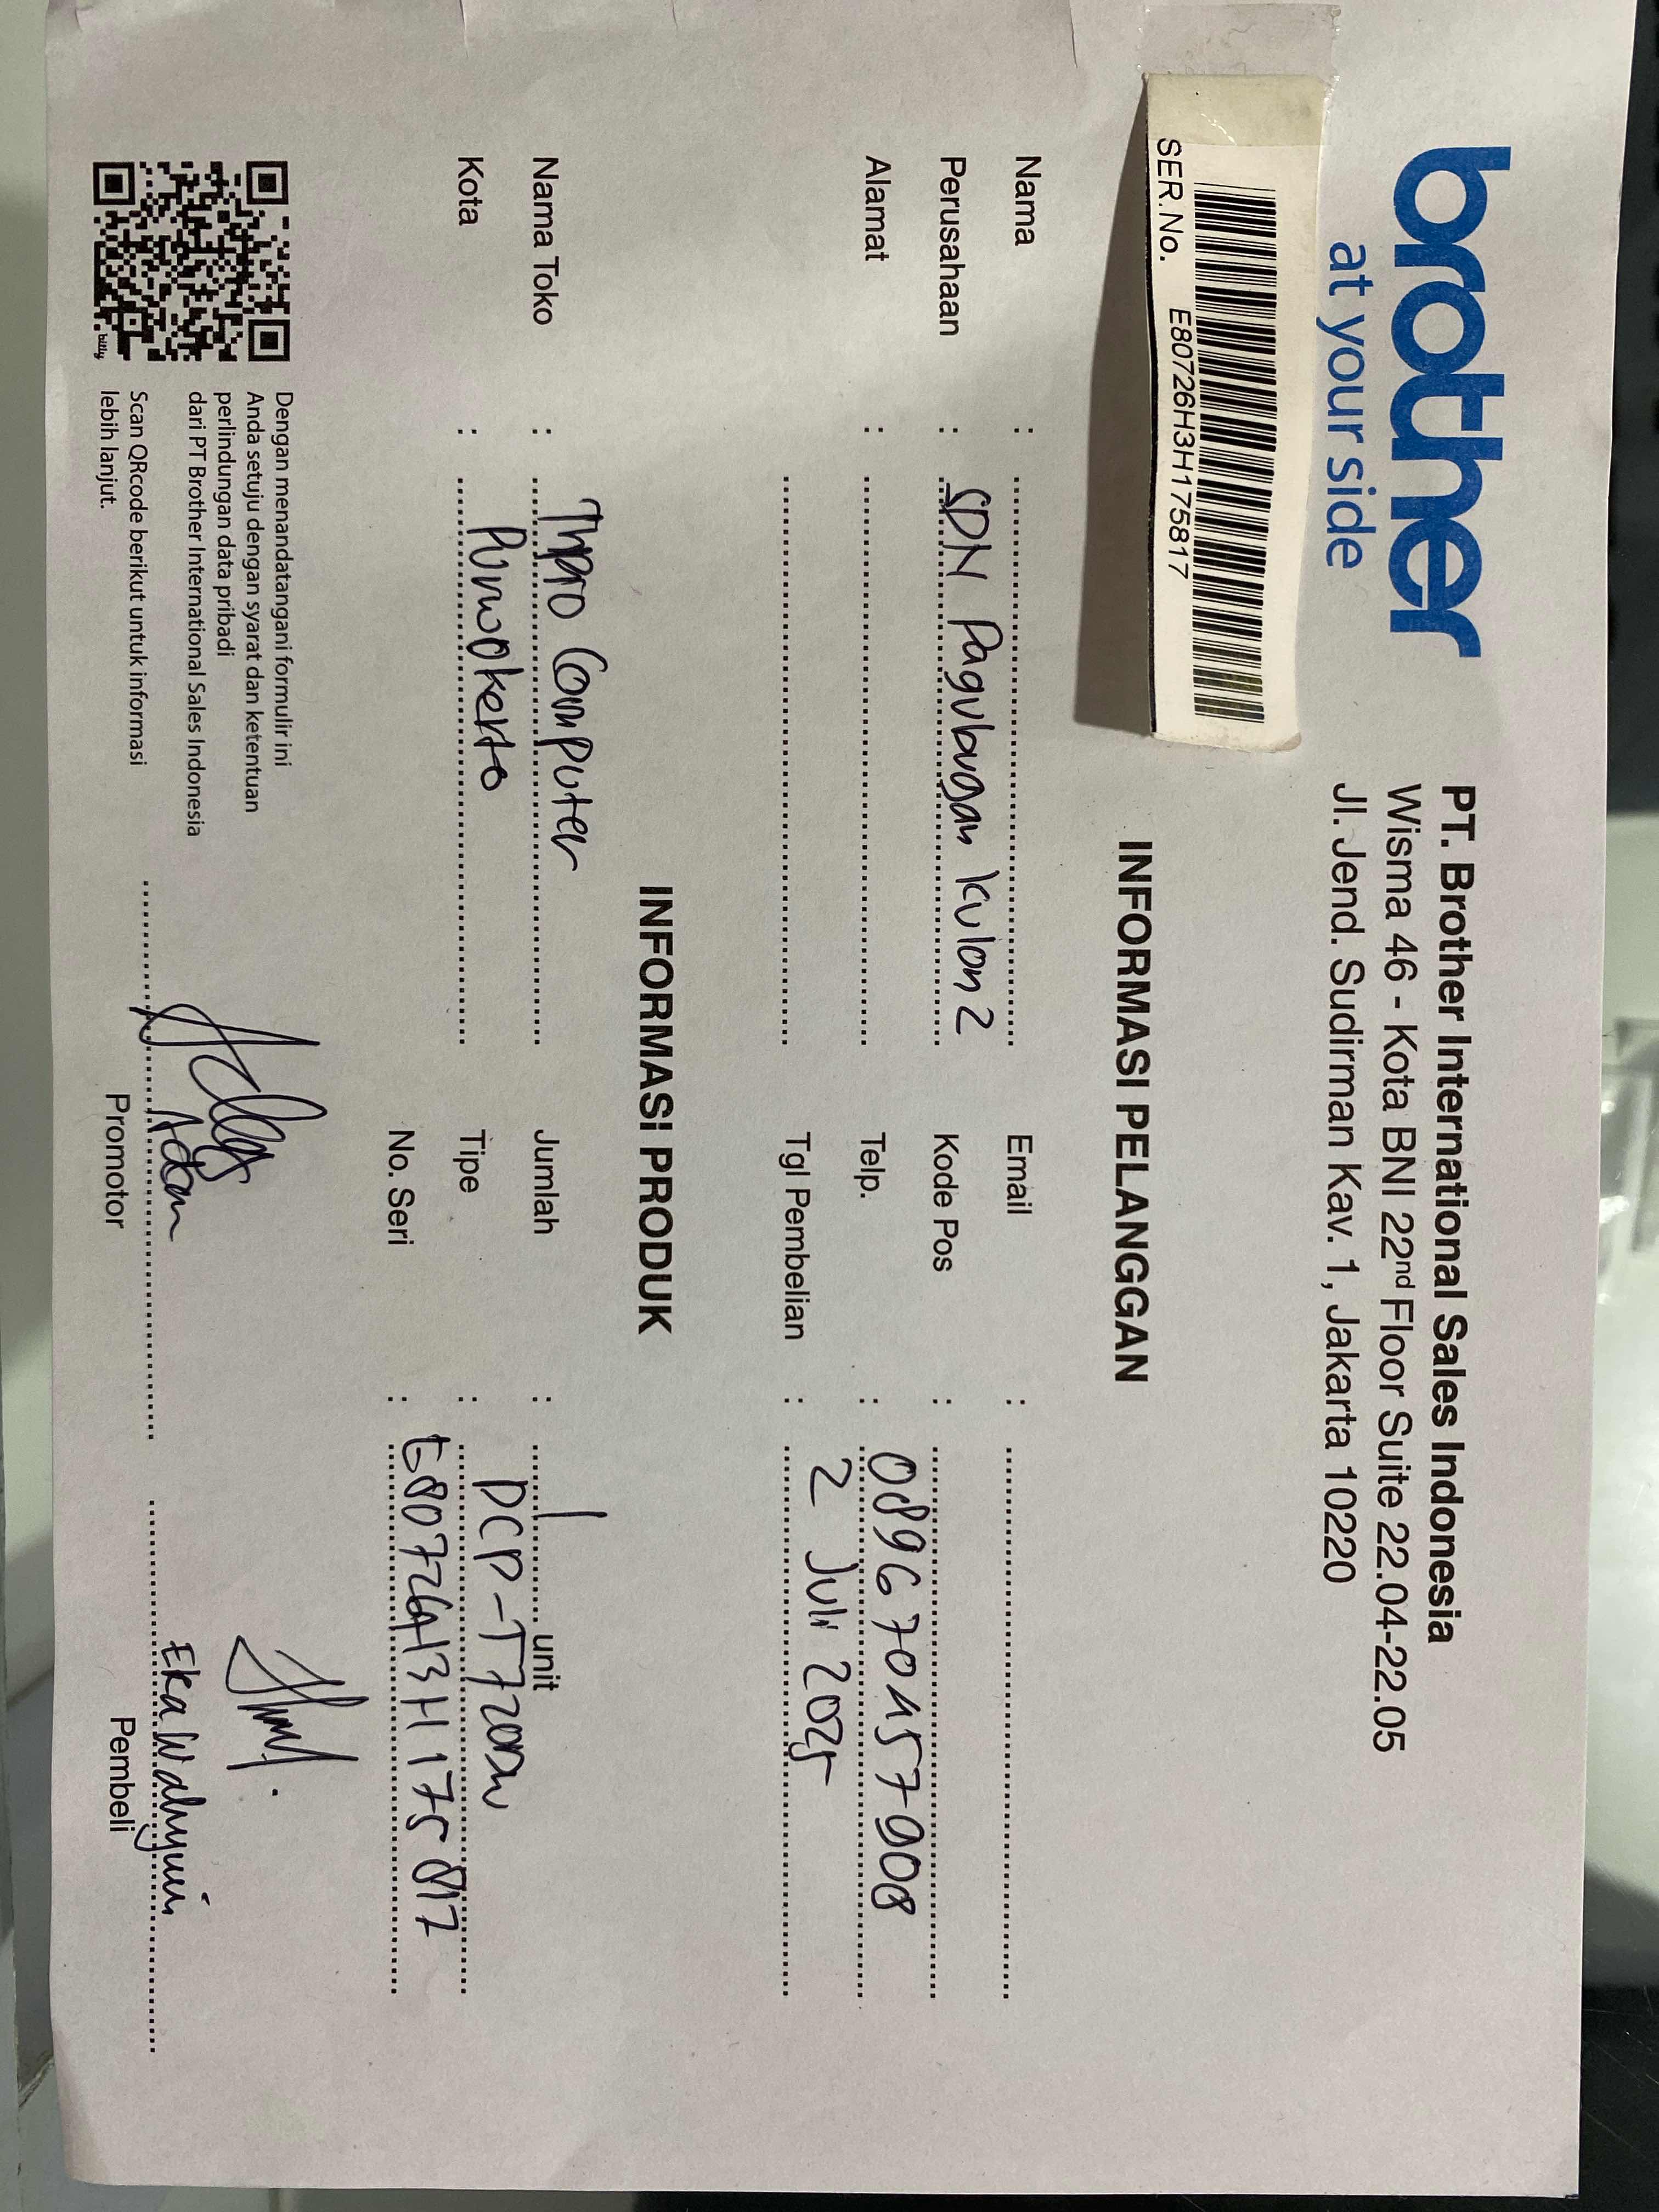 brother
at your side
PT. Brother International Sales Indonesia
Wisma 46 - Kota BNI 22nd Floor Suite 22.04-22.05
Jl. Jend. Sudirman Kav. 1, Jakarta 10220
SER.No. E80726H3H175817
INFORMASI PELANGGAN
Nama : Email :
Perusahaan : SDN Pagubugan Kulon 2 Kode Pos :
Alamat : Telp. : 089670457908
Tgl Pembelian : 2 Juli 2025
INFORMASI PRODUK
Nama Toko : Computer Jumlah : 1 unit
Kota : Purwokerto Tipe : DCP-T720DW
No. Seri : E80726H3H175817
Dengan menandatangani formulir ini
Anda setuju dengan syarat dan ketentuan
perlindungan data pribadi
dari PT Brother International Sales Indonesia
Scan QRcode berikut untuk informasi
lebih lanjut.
bitly
Eka Wahyuni
Promotor Pembeli